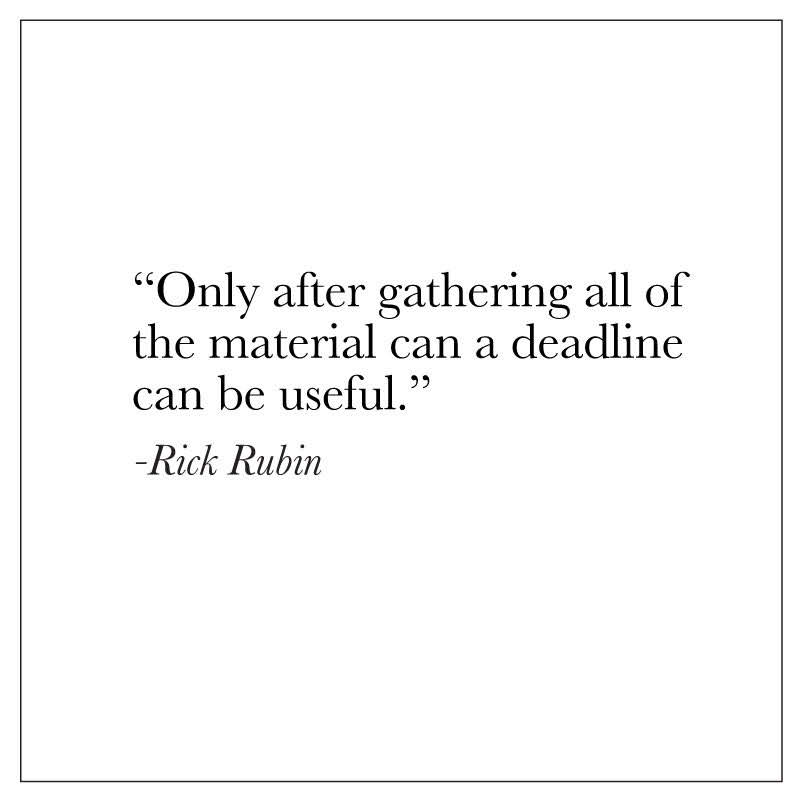 “Only after gathering all of
the material can a deadline
can be useful.”
-Rick Rubin